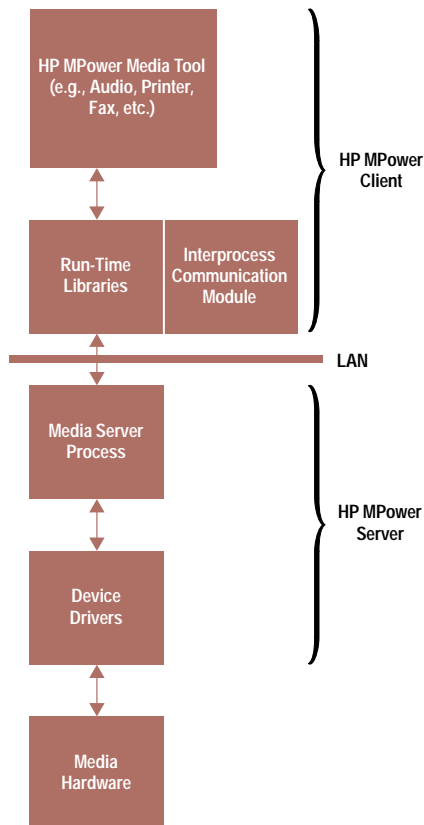 HP MPower Media Tool
(e.g., Audio, Printer,
Fax, etc.)
HP MPower
Client
Run-Time
Libraries
Interprocess
Communication
Module
LAN
Media Server
Process
HP MPower
Server
Device
Drivers
Media
Hardware